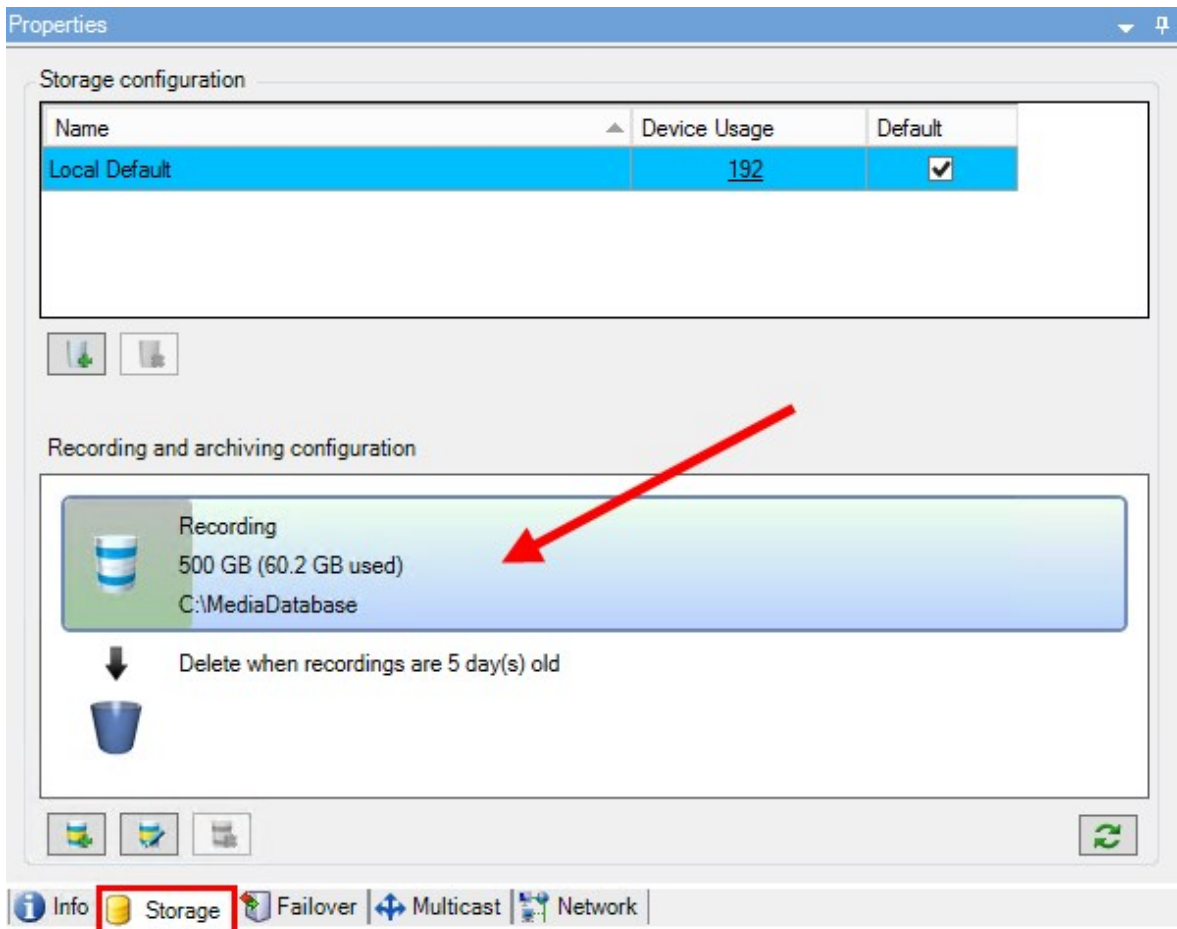 Properties
Storage configuration
Name Device Usage Default
Local Default 192
Recording and archiving configuration
Recording
500 GB (60.2 GB used)
C:\MediaDatabase
Delete when recordings are 5 day(s) old
Info Storage Failover Multicast Network